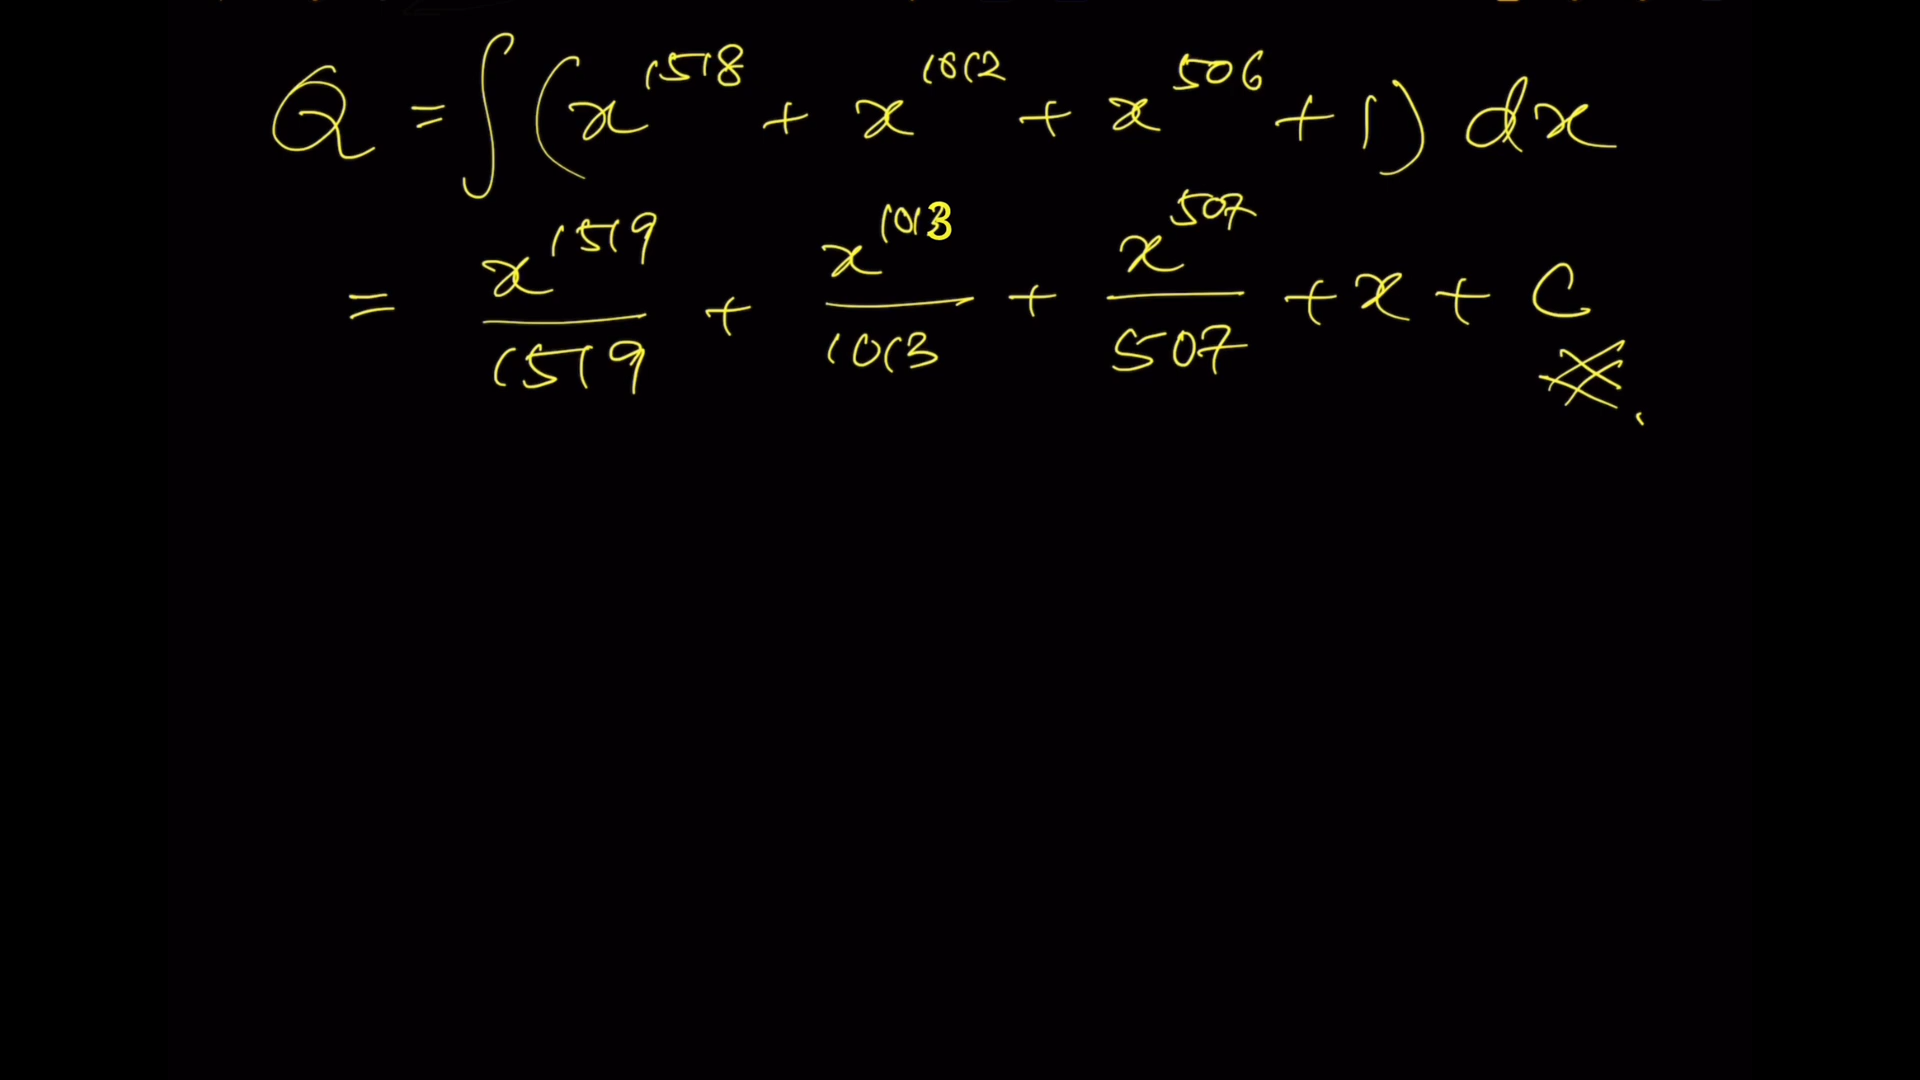 Q = ∫ (x^1518 + x^1012 + x^506 + 1) dx
= x^1519/1519 + x^1013/1013 + x^507/507 + x + C